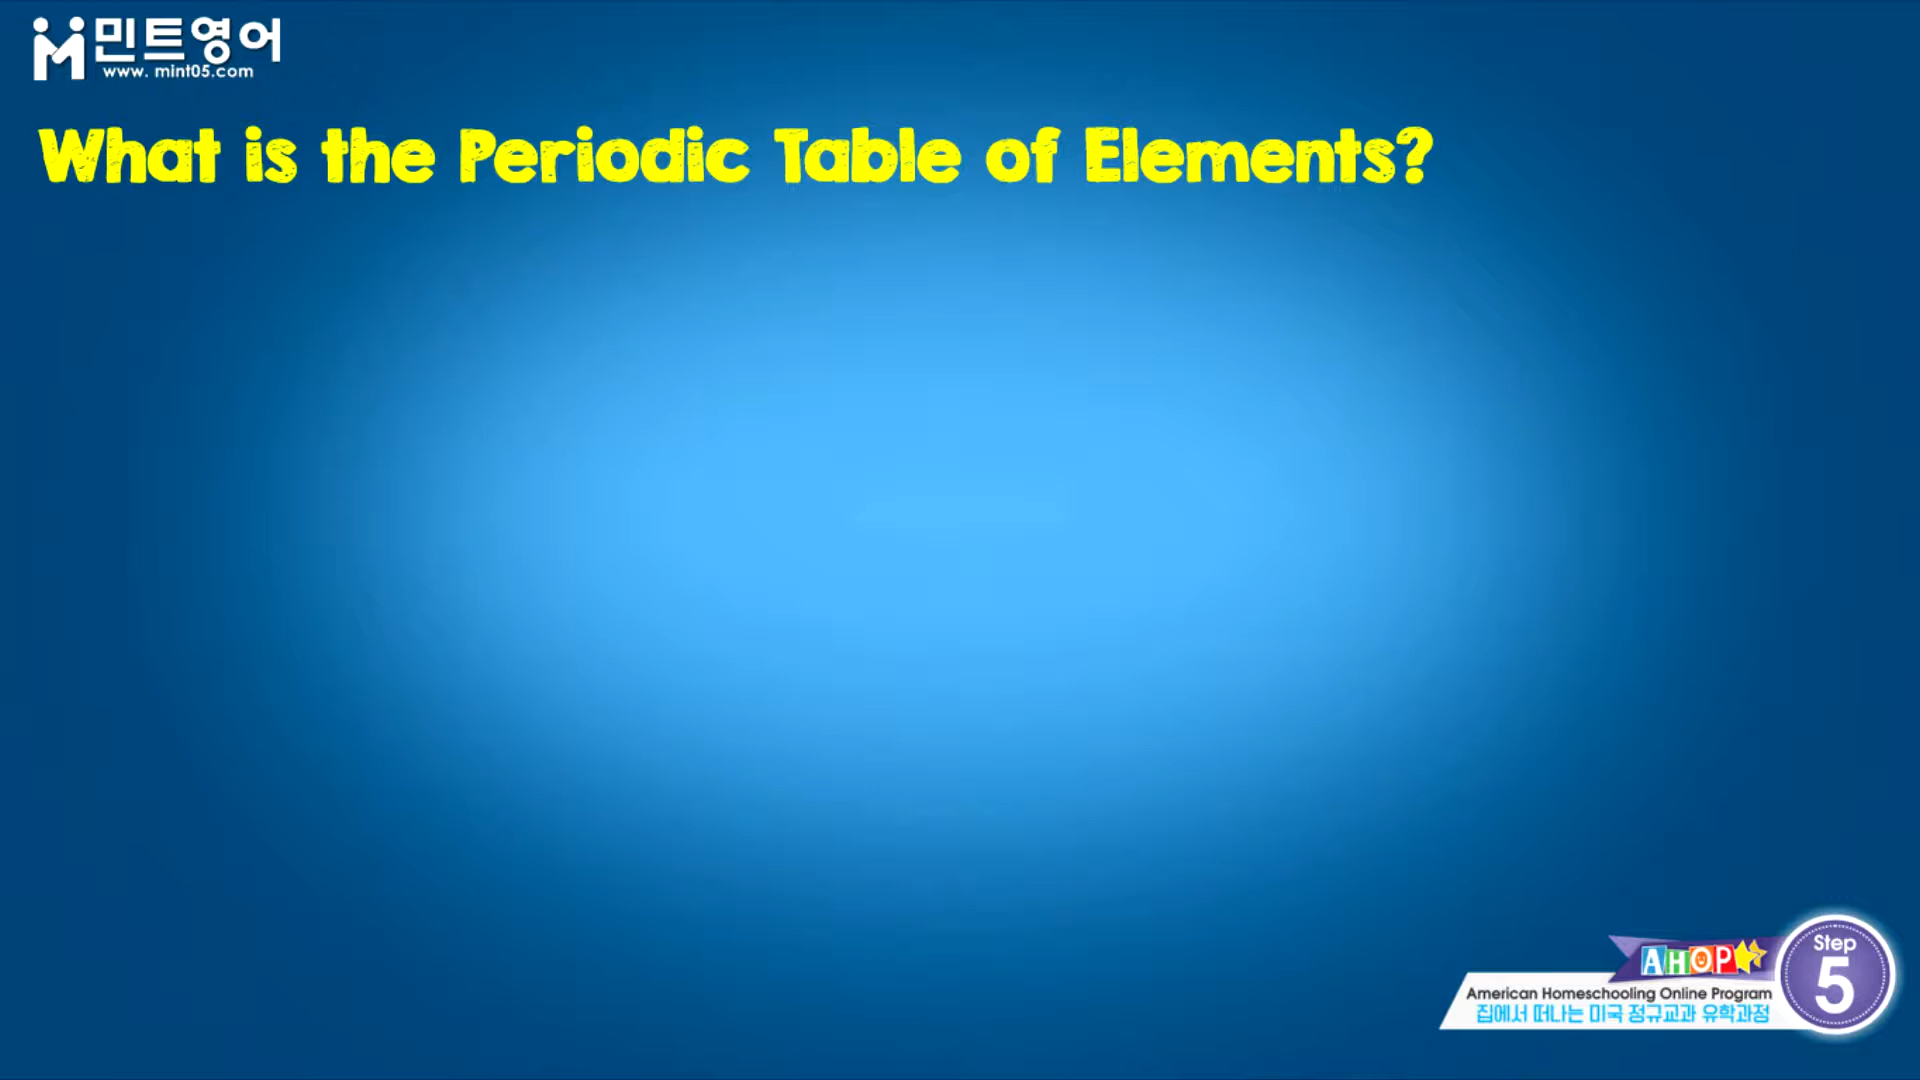 민트영어
www. mint05.com
What is the Periodic Table of Elements?
AHOP
Step
5
American Homeschooling Online Program
집에서 떠나는 미국 정규교과 유학과정